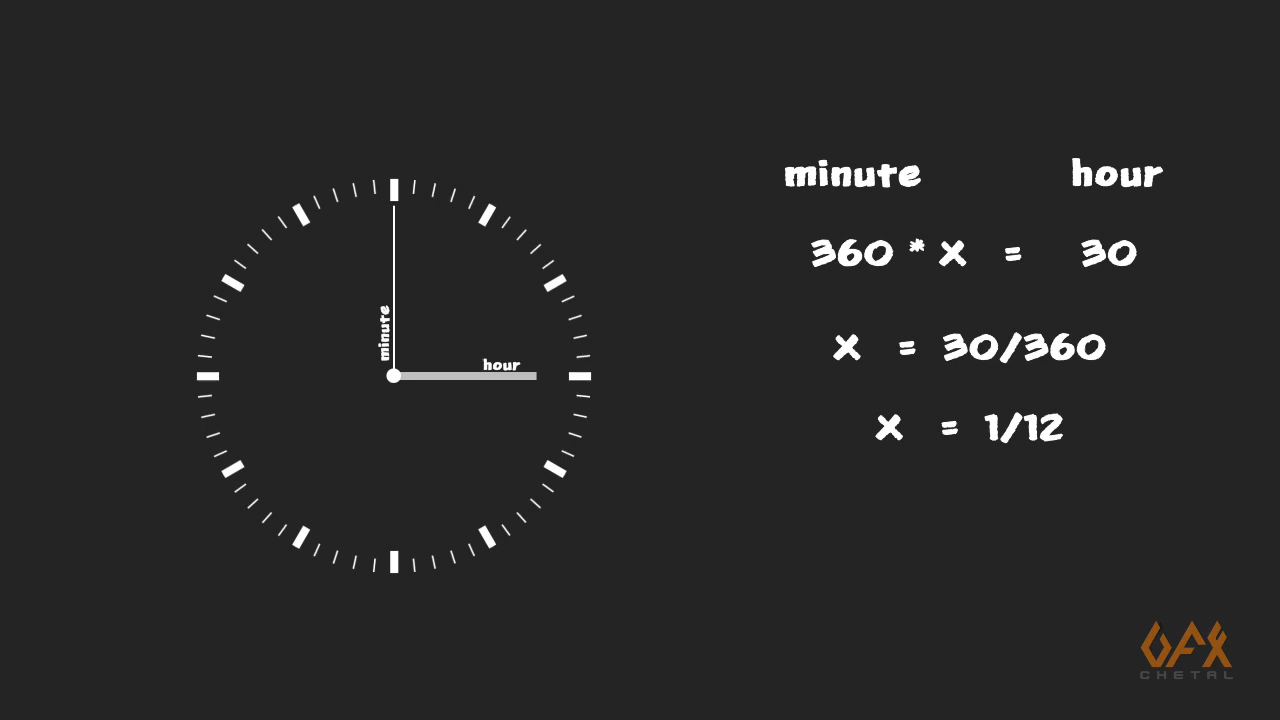 minute hour
360 * X = 30
X = 30/360
X = 1/12
minute
hour
GFX
CHETAL